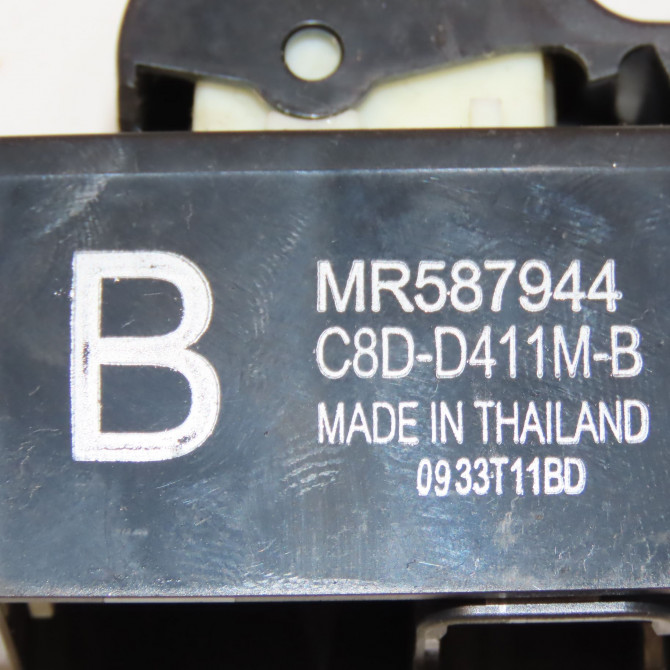 B
MR587944
C8D-D411M-B
MADE IN THAILAND
0933T11BD